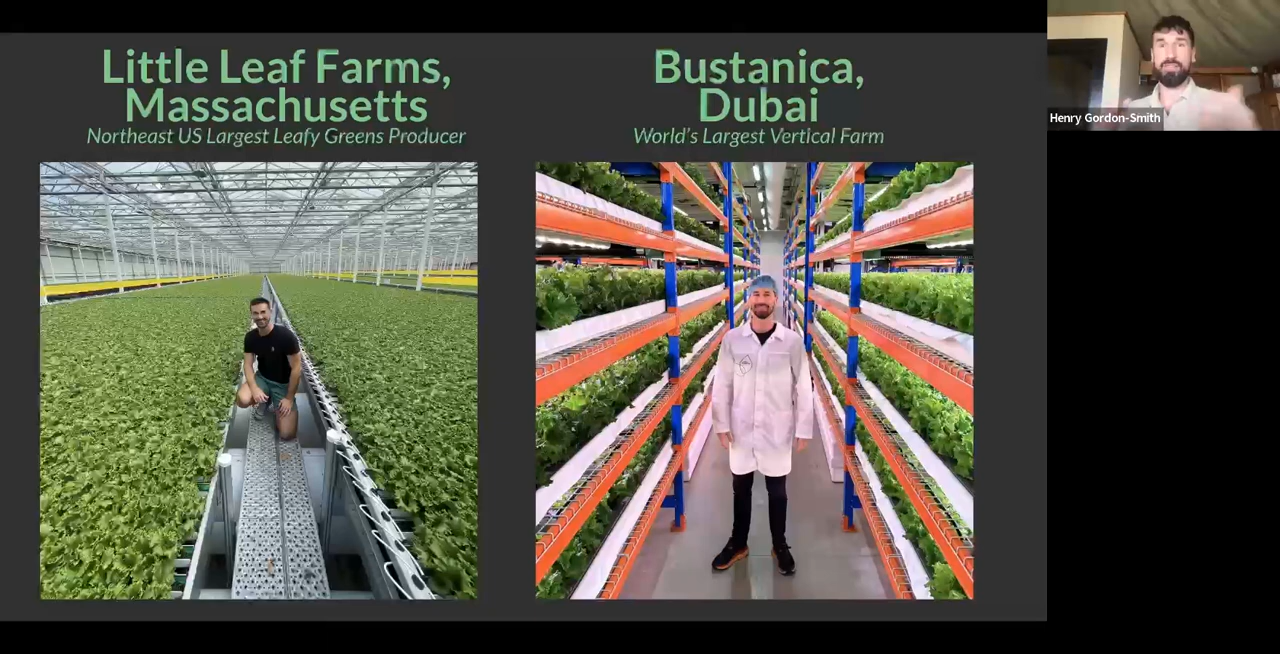 Little Leaf Farms,
Massachusetts
Northeast US Largest Leafy Greens Producer
Bustanica,
Dubai
World's Largest Vertical Farm
Henry Gordon-Smith